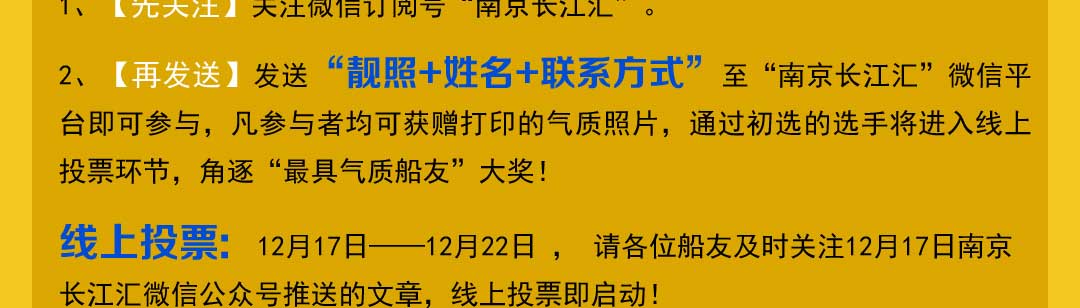 1、【先关注】关注微信订阅号“南京长江汇”。
2、【再发送】发送“靓照+姓名+联系方式”至“南京长江汇”微信平
台即可参与，凡参与者均可获赠打印的气质照片，通过初选的选手将进入线上
投票环节，角逐“最具气质船友”大奖！
线上投票：12月17日——12月22日 ， 请各位船友及时关注12月17日南京
长江汇微信公众号推送的文章，线上投票即启动！